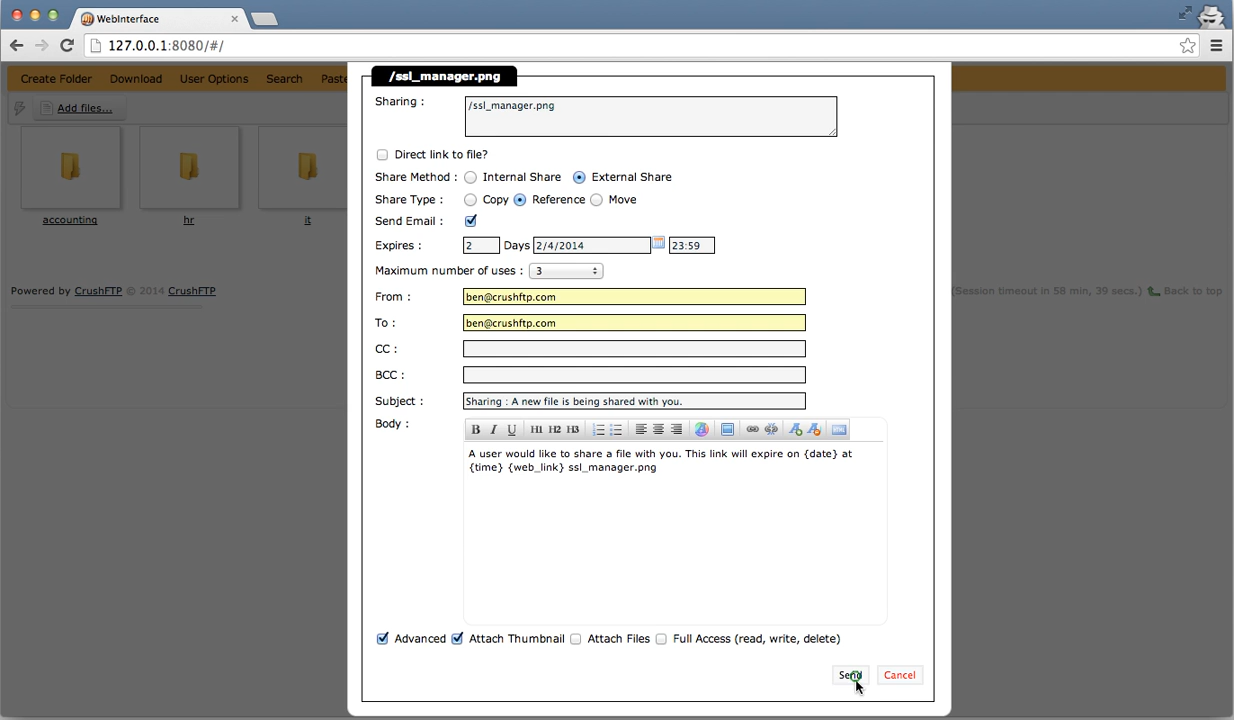 WebInterface
127.0.0.1:8080/#/
Create Folder Download User Options Search Paste
Add files...
accounting hr it
Powered by CrushFTP © 2014 CrushFTP
(Session timeout in 58 min, 39 secs.) Back to top
/ssl_manager.png
Sharing : /ssl_manager.png
Direct link to file?
Share Method : Internal Share External Share
Share Type : Copy Reference Move
Send Email :
Expires : 2 Days 2/4/2014 23:59
Maximum number of uses : 3
From : ben@crushftp.com
To : ben@crushftp.com
CC :
BCC :
Subject : Sharing : A new file is being shared with you.
Body :
B I U H1 H2 H3
A user would like to share a file with you. This link will expire on {date} at
{time} {web_link} ssl_manager.png
Advanced Attach Thumbnail Attach Files Full Access (read, write, delete)
Send Cancel